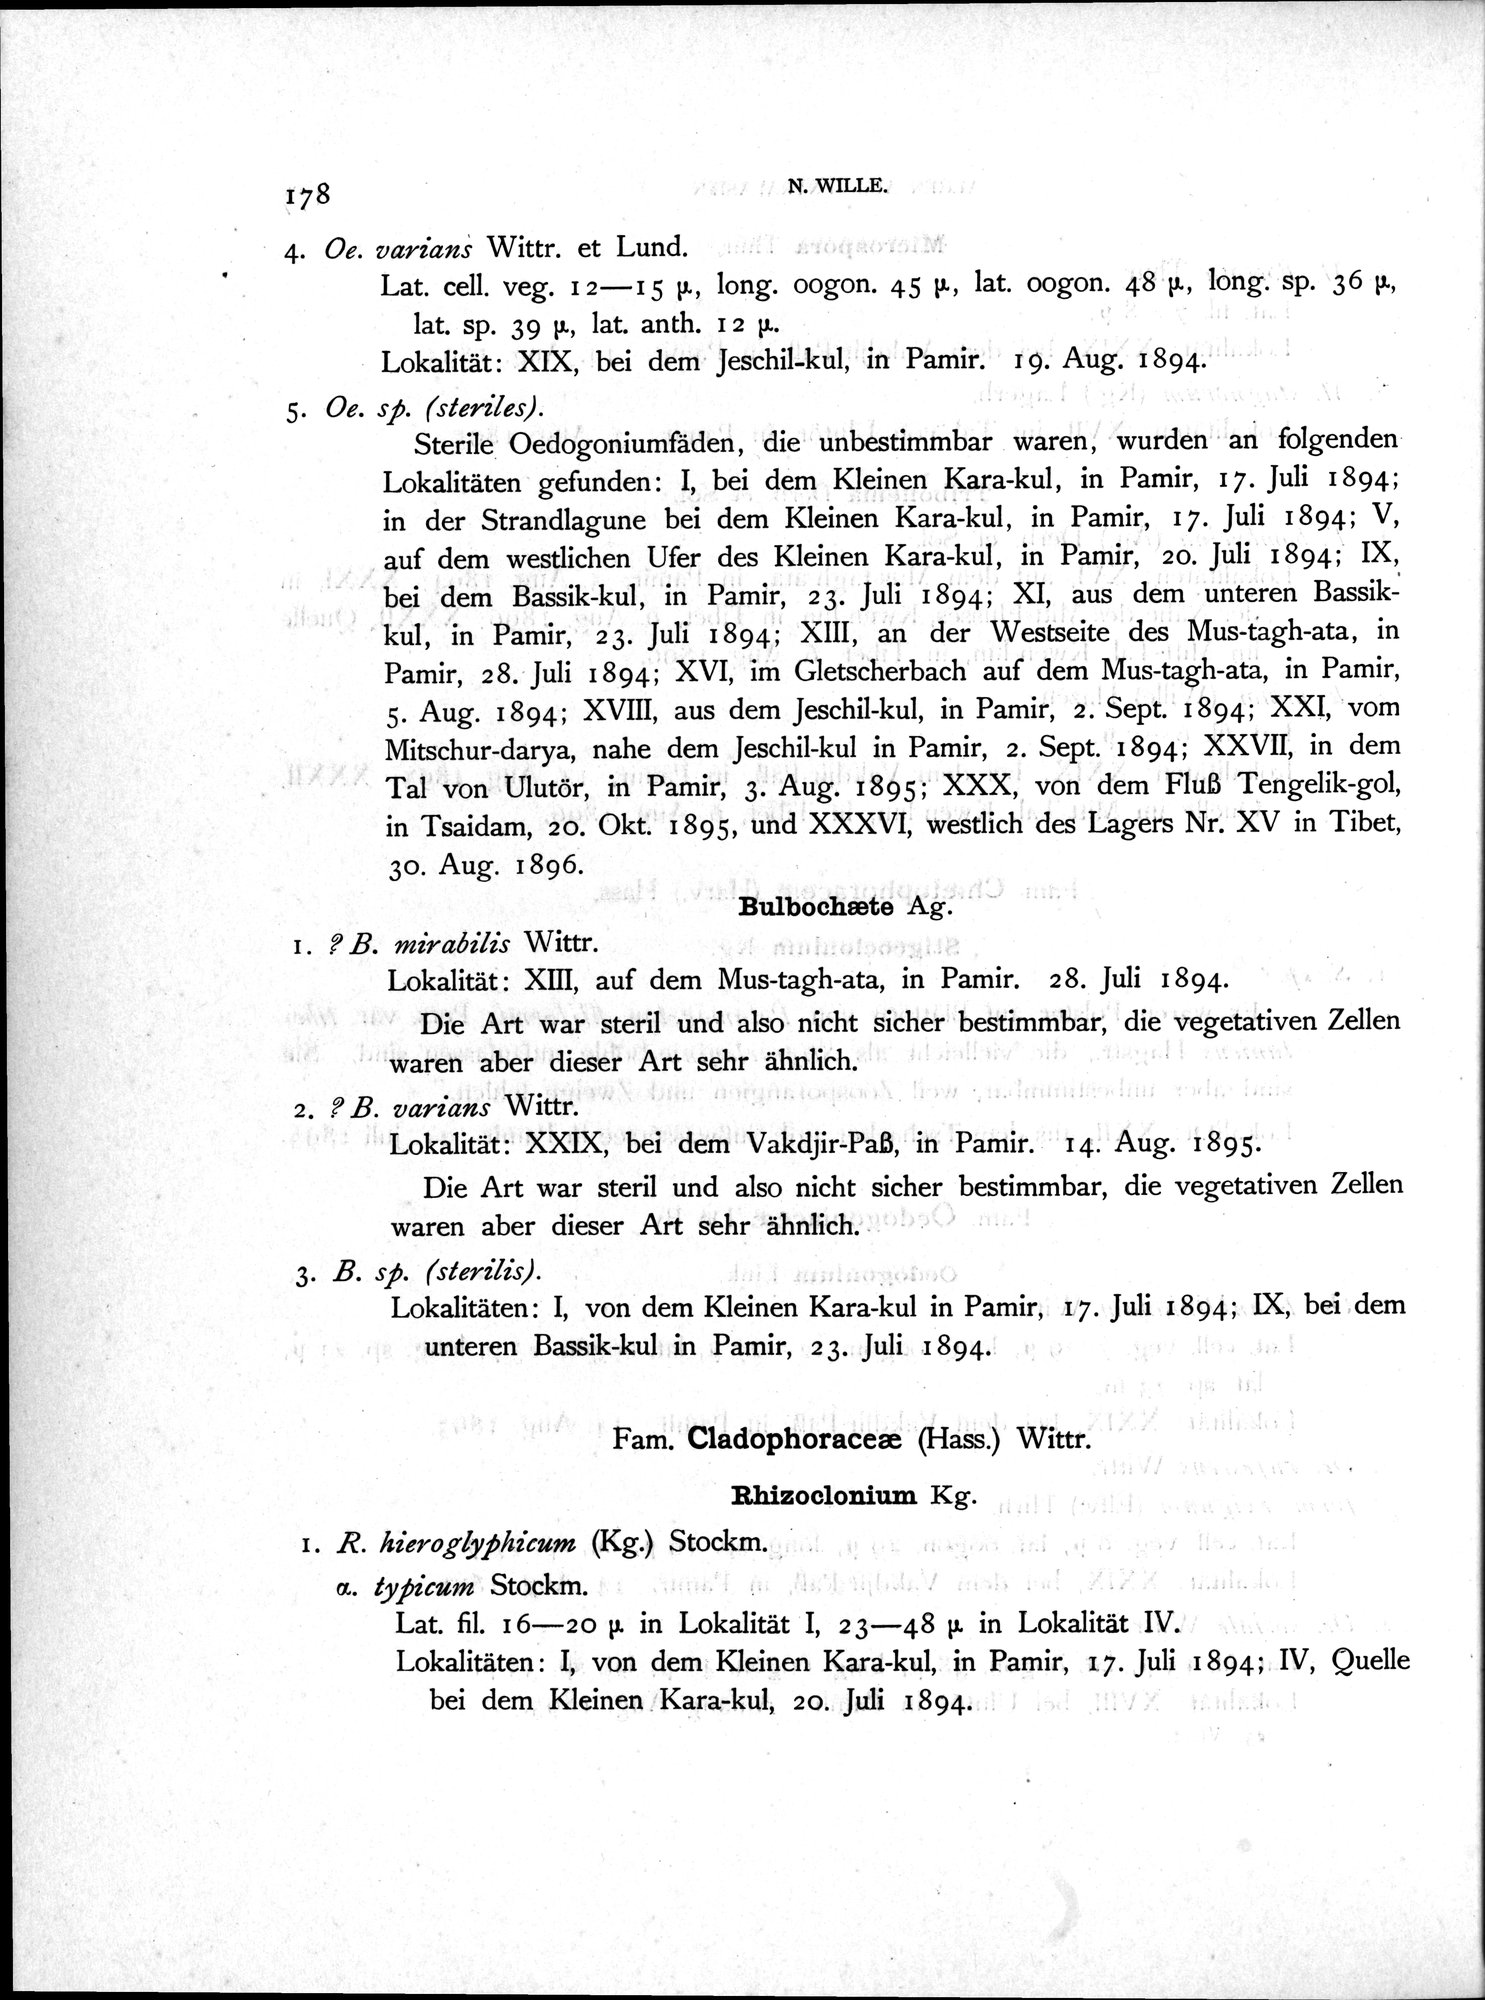 178
N. WILLE.
4. Oe. varians Wittr. et Lund.
Lat. cell. veg. 12—15 µ, long. oogon. 45 µ, lat. oogon. 48 µ, long. sp. 36 µ,
lat. sp. 39 µ, lat. anth. 12 µ.
Lokalität: XIX, bei dem Jeschil-kul, in Pamir. 19. Aug. 1894.
5. Oe. sp. (steriles).
Sterile Oedogoniumfäden, die unbestimmbar waren, wurden an folgenden
Lokalitäten gefunden: I, bei dem Kleinen Kara-kul, in Pamir, 17. Juli 1894;
in der Strandlagune bei dem Kleinen Kara-kul, in Pamir, 17. Juli 1894; V,
auf dem westlichen Ufer des Kleinen Kara-kul, in Pamir, 20. Juli 1894; IX,
bei dem Bassik-kul, in Pamir, 23. Juli 1894; XI, aus dem unteren Bassik-
kul, in Pamir, 23. Juli 1894; XIII, an der Westseite des Mus-tagh-ata, in
Pamir, 28. Juli 1894; XVI, im Gletscherbach auf dem Mus-tagh-ata, in Pamir,
5. Aug. 1894; XVIII, aus dem Jeschil-kul, in Pamir, 2. Sept. 1894; XXI, vom
Mitschur-darya, nahe dem Jeschil-kul in Pamir, 2. Sept. 1894; XXVII, in dem
Tal von Ulutör, in Pamir, 3. Aug. 1895; XXX, von dem Fluß Tengelik-gol,
in Tsaidam, 20. Okt. 1895, und XXXVI, westlich des Lagers Nr. XV in Tibet,
30. Aug. 1896.
Bulbochæte Ag.
1. ? B. mirabilis Wittr.
Lokalität: XIII, auf dem Mus-tagh-ata, in Pamir. 28. Juli 1894.
Die Art war steril und also nicht sicher bestimmbar, die vegetativen Zellen
waren aber dieser Art sehr ähnlich.
2. ? B. varians Wittr.
Lokalität: XXIX, bei dem Vakdjir-Paß, in Pamir. 14. Aug. 1895.
Die Art war steril und also nicht sicher bestimmbar, die vegetativen Zellen
waren aber dieser Art sehr ähnlich.
3. B. sp. (sterilis).
Lokalitäten: I, von dem Kleinen Kara-kul in Pamir, 17. Juli 1894; IX, bei dem
unteren Bassik-kul in Pamir, 23. Juli 1894.
Fam. Cladophoraceæ (Hass.) Wittr.
Rhizoclonium Kg.
1. R. hieroglyphicum (Kg.) Stockm.
α. typicum Stockm.
Lat. fil. 16—20 µ in Lokalität I, 23—48 µ in Lokalität IV.
Lokalitäten: I, von dem Kleinen Kara-kul, in Pamir, 17. Juli 1894; IV, Quelle
bei dem Kleinen Kara-kul, 20. Juli 1894.